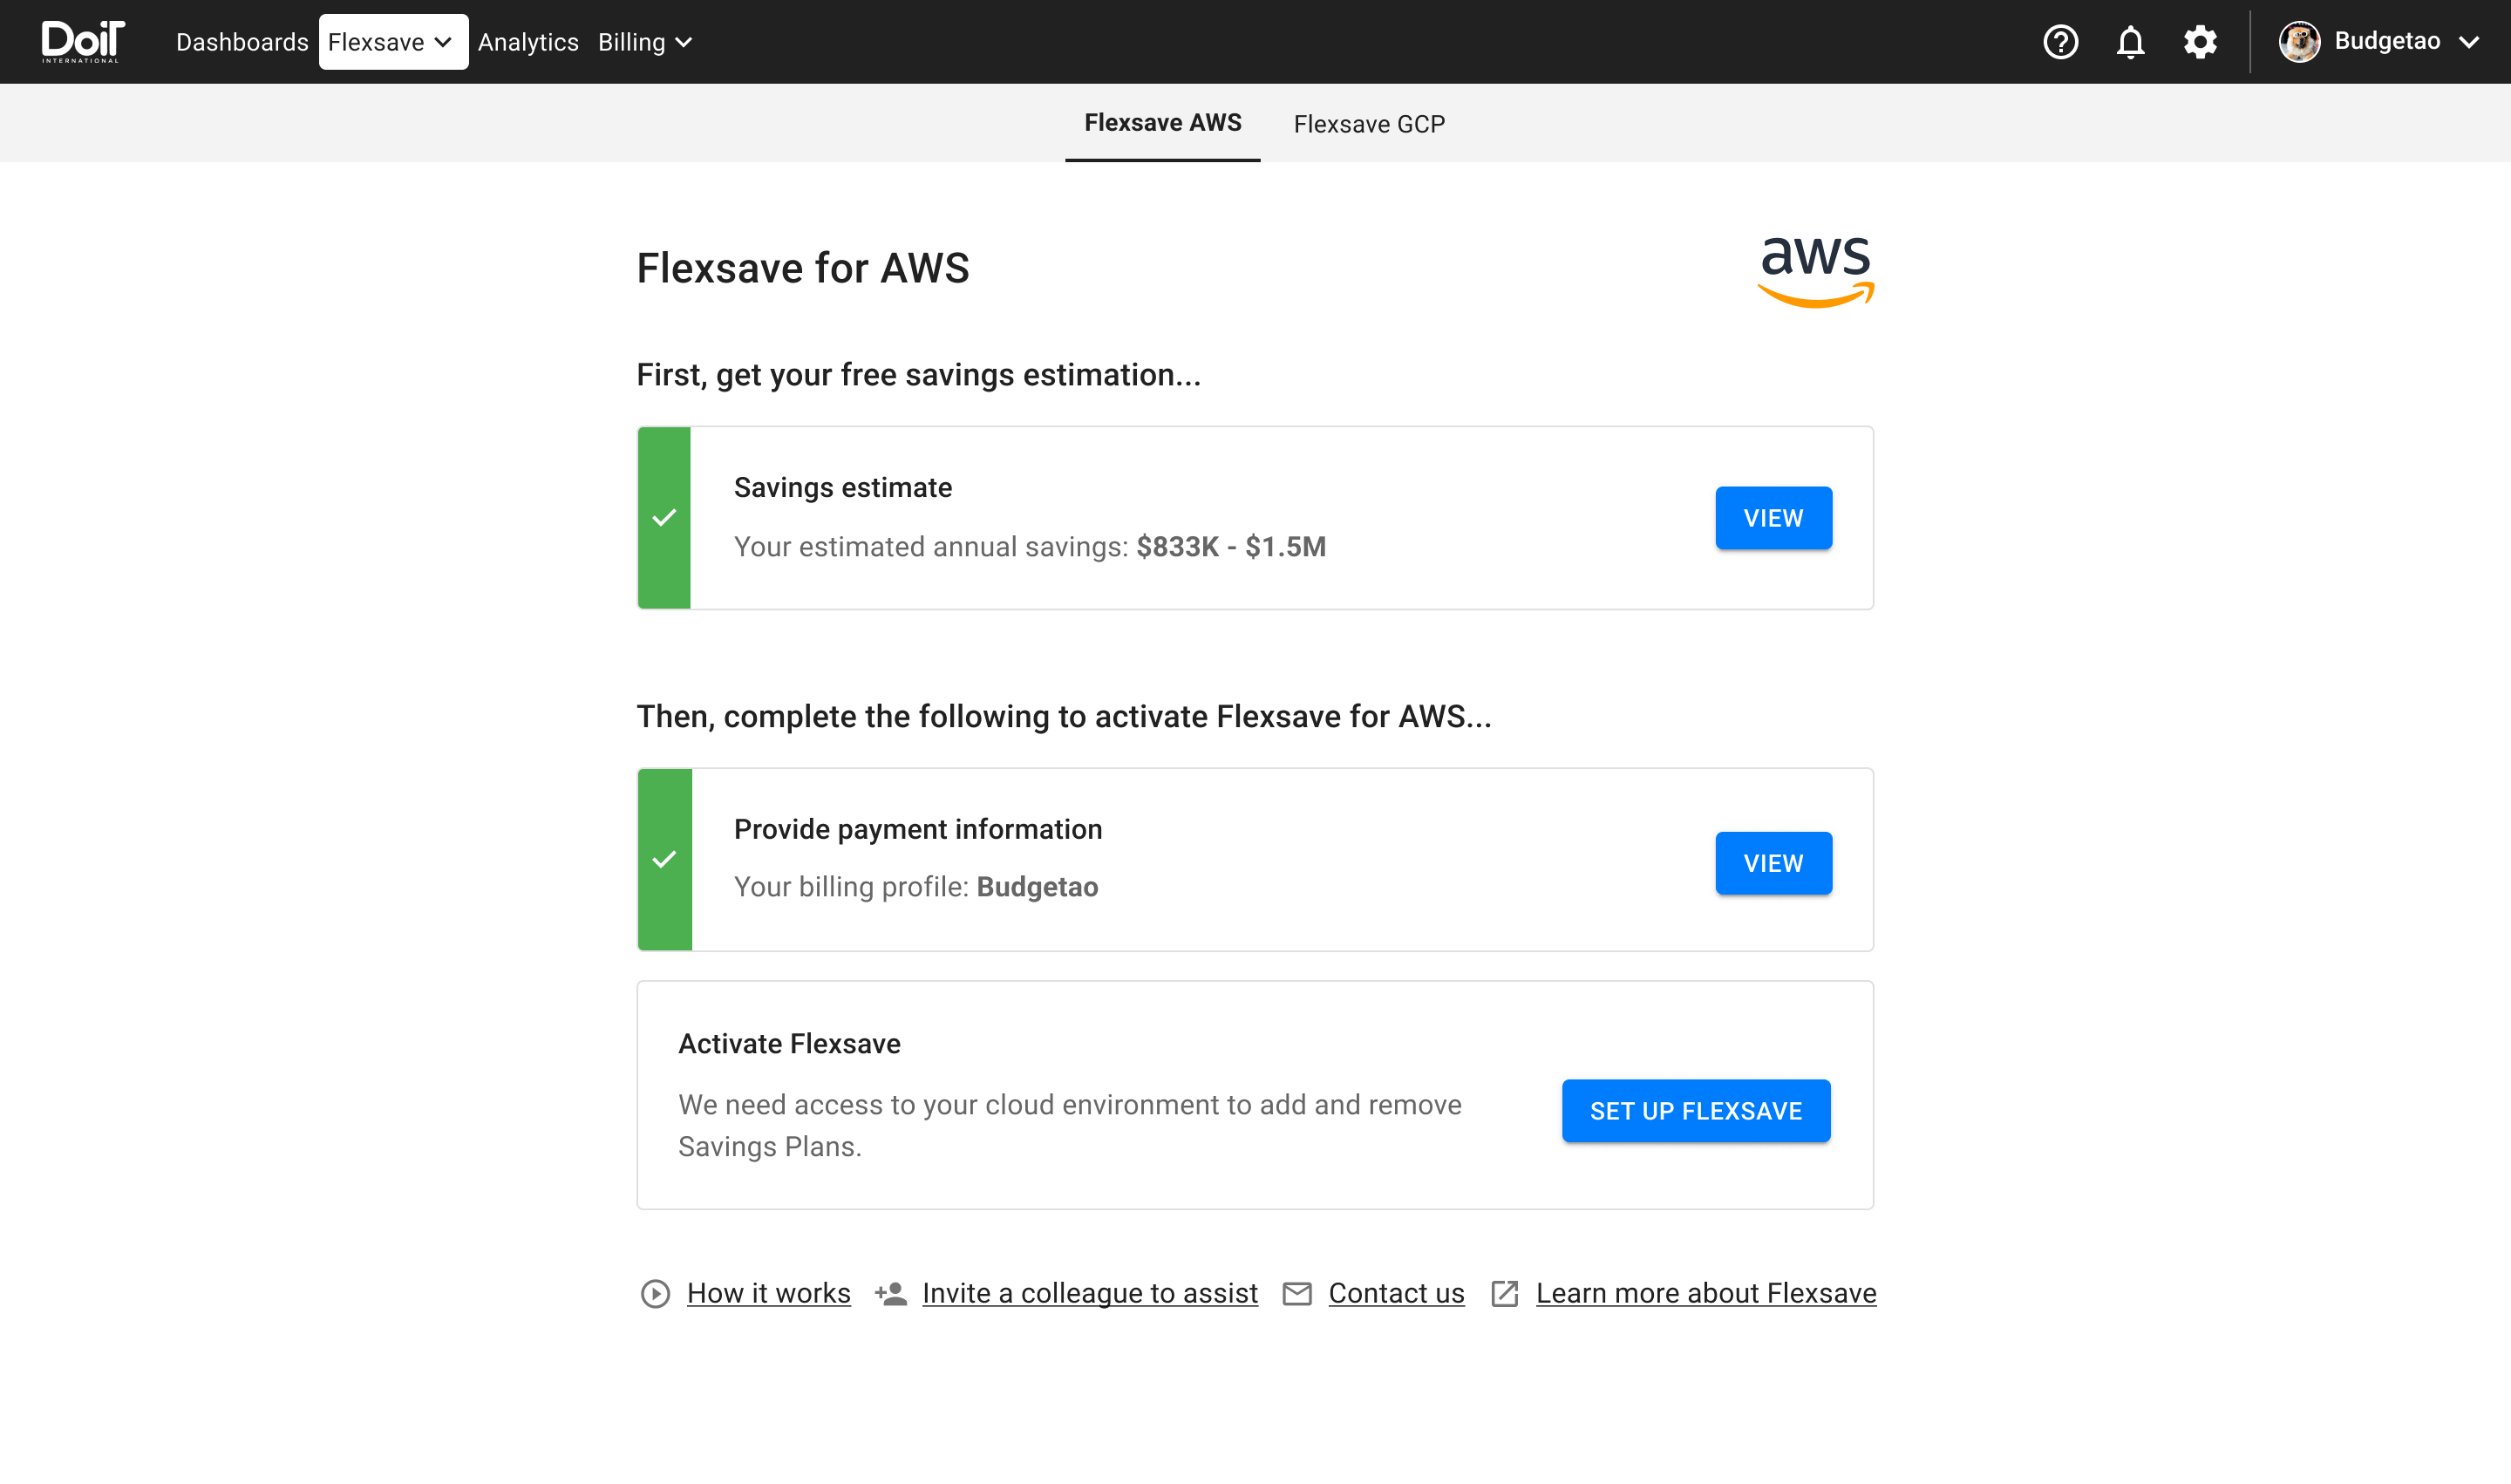 DoiT
INTERNATIONAL
Dashboards Flexsave Analytics Billing Budgetao
Flexsave AWS Flexsave GCP
Flexsave for AWS
aws
First, get your free savings estimation...
Savings estimate
Your estimated annual savings: $833K - $1.5M
VIEW
Then, complete the following to activate Flexsave for AWS...
Provide payment information
Your billing profile: Budgetao
VIEW
Activate Flexsave
We need access to your cloud environment to add and remove
Savings Plans.
SET UP FLEXSAVE
How it works Invite a colleague to assist Contact us Learn more about Flexsave